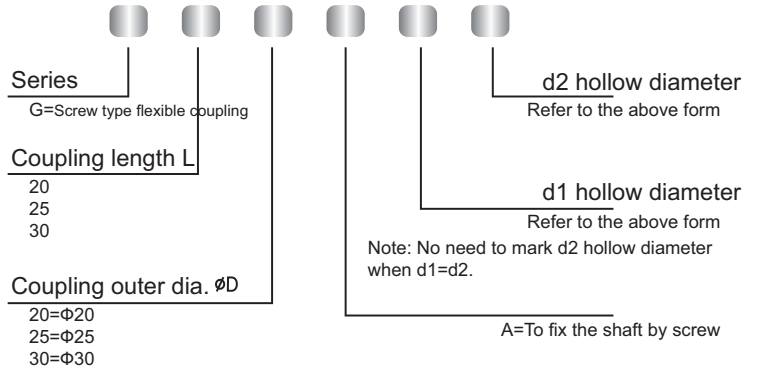 Series
G=Screw type flexible coupling
Coupling length L
20
25
30
Coupling outer dia. øD
20=Φ20
25=Φ25
30=Φ30
d2 hollow diameter
Refer to the above form
d1 hollow diameter
Refer to the above form
Note: No need to mark d2 hollow diameter
when d1=d2.
A=To fix the shaft by screw